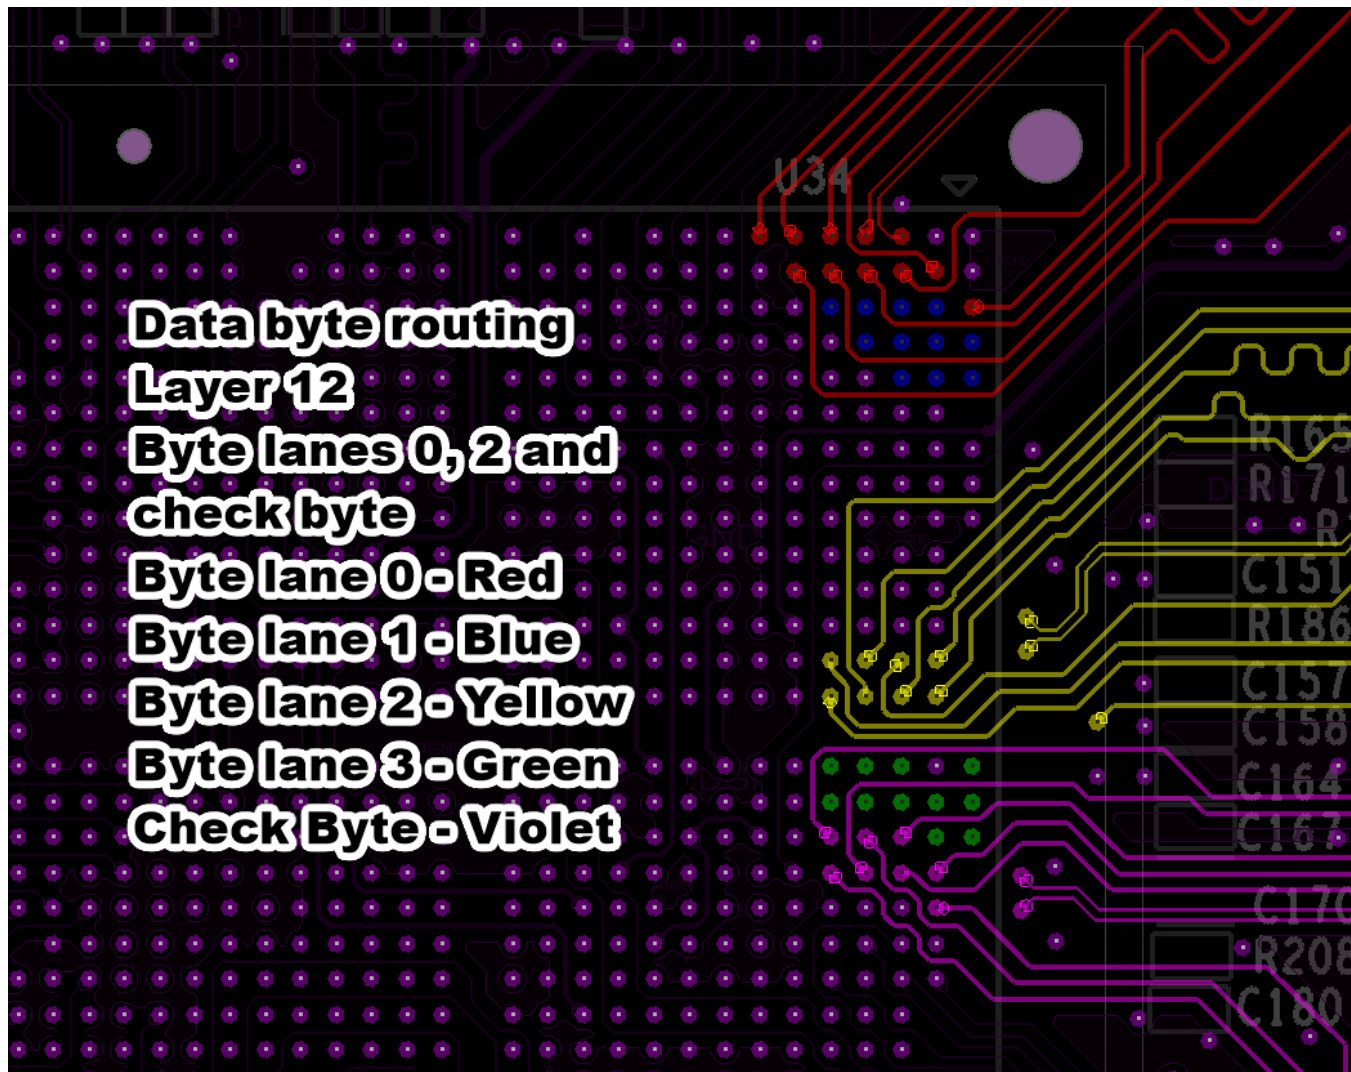 U34
Data byte routing
Layer 12
Byte lanes 0, 2 and
check byte
Byte lane 0 - Red
Byte lane 1 - Blue
Byte lane 2 - Yellow
Byte lane 3 - Green
Check Byte - Violet
R165
R171
C151
R186
C157
C158
C164
C167
C170
R208
C180